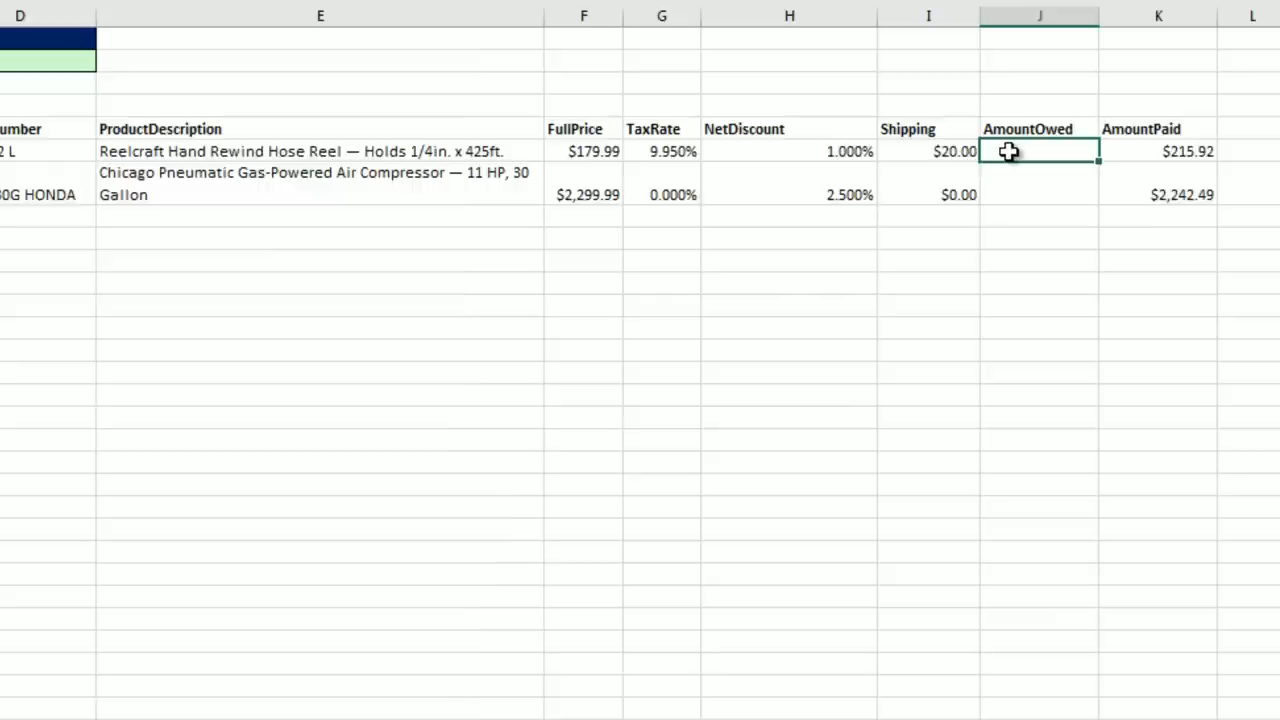 D E F G H I J K L
umber ProductDescription FullPrice TaxRate NetDiscount Shipping AmountOwed AmountPaid
2 L Reelcraft Hand Rewind Hose Reel — Holds 1/4in. x 425ft. $179.99 9.950% 1.000% $20.00 $215.92
Chicago Pneumatic Gas-Powered Air Compressor — 11 HP, 30
0G HONDA Gallon $2,299.99 0.000% 2.500% $0.00 $2,242.49